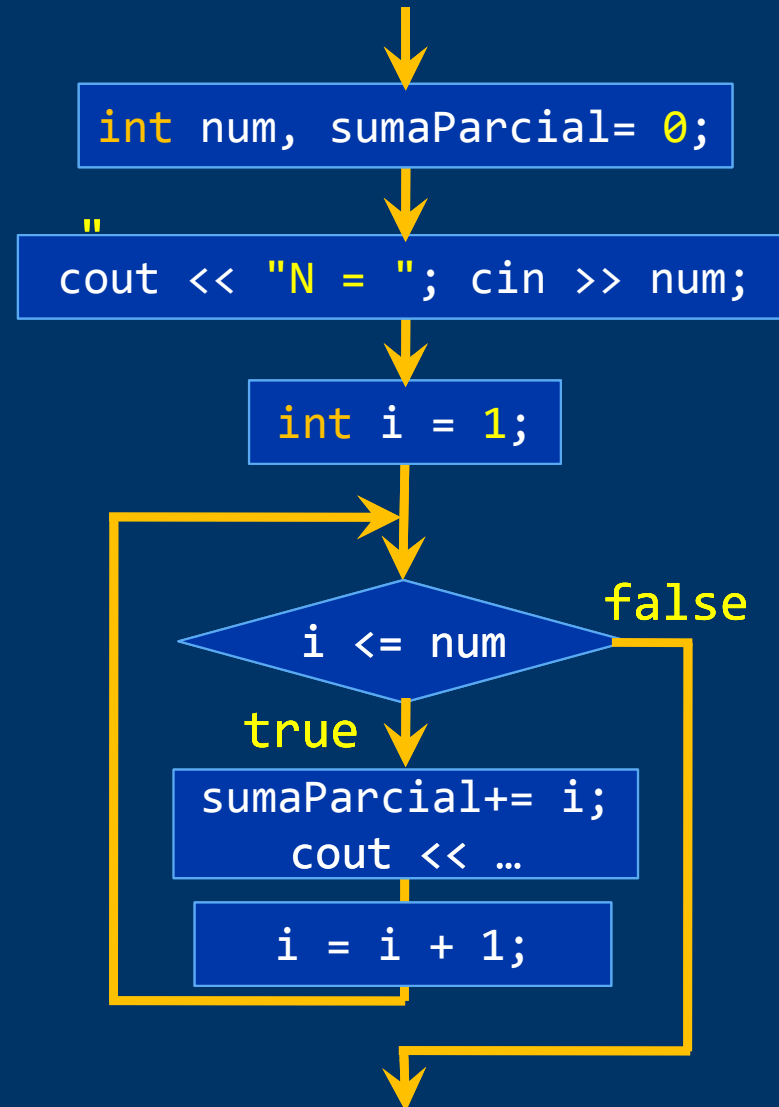 int num, sumaParcial= 0;
"
cout << "N = "; cin >> num;
int i = 1;
i <= num
false
true
sumaParcial+= i;
cout << …
i = i + 1;